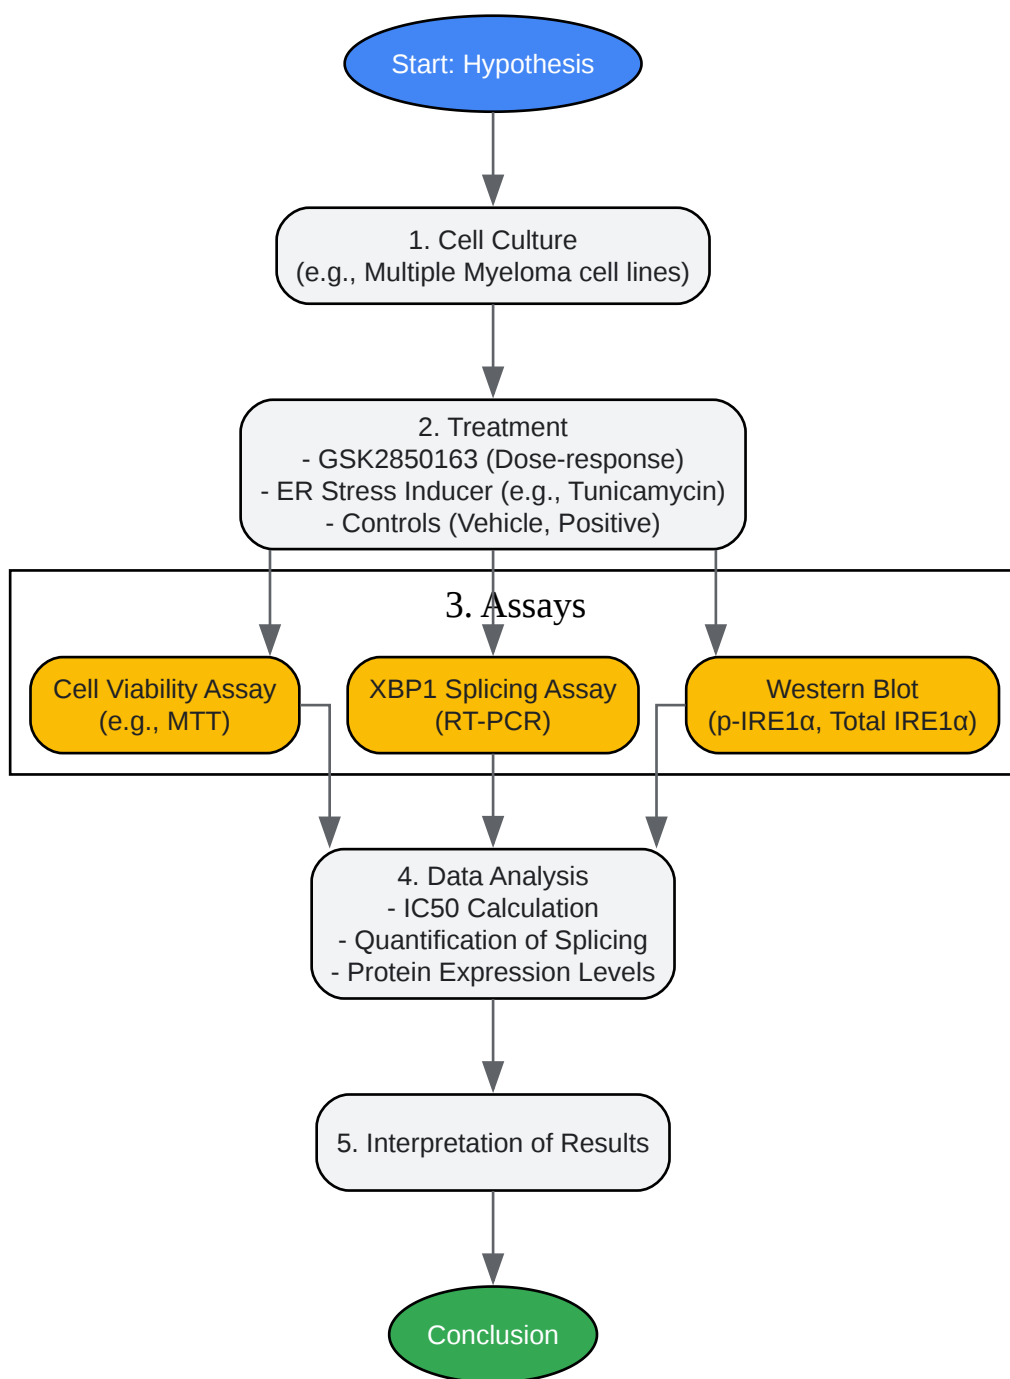 Start: Hypothesis
1. Cell Culture
(e.g., Multiple Myeloma cell lines)
2. Treatment
- GSK2850163 (Dose-response)
- ER Stress Inducer (e.g., Tunicamycin)
- Controls (Vehicle, Positive)
3. Assays
Cell Viability Assay
(e.g., MTT)
XBP1 Splicing Assay
(RT-PCR)
Western Blot
(p-IRE1α, Total IRE1α)
4. Data Analysis
- IC50 Calculation
- Quantification of Splicing
- Protein Expression Levels
5. Interpretation of Results
Conclusion